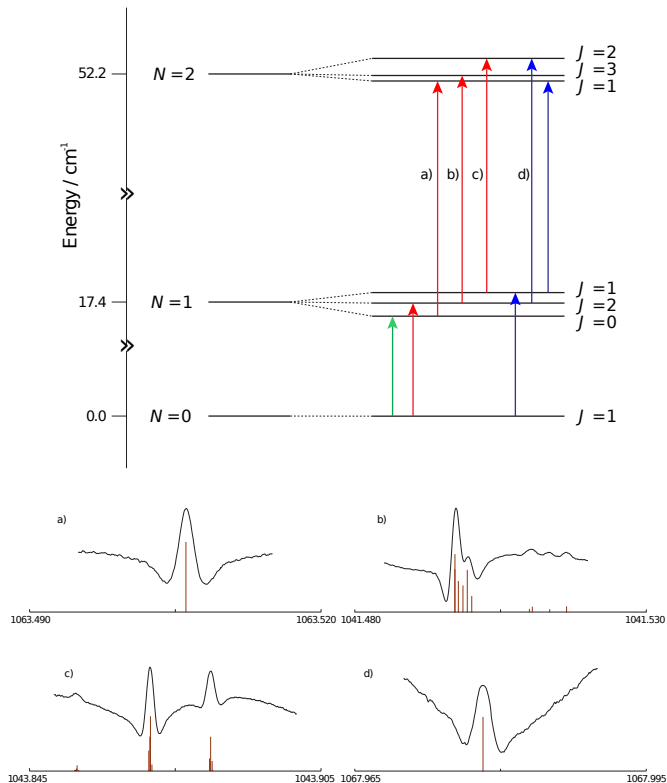 Energy / cm⁻¹
52.2
17.4
0.0
N=2
N=1
N=0
J =2
J =3
J =1
J =1
J =2
J =0
J =1
a)
b)
c)
d)
a)
1063.490
1063.520
b)
1041.480
1041.530
c)
1043.845
1043.905
d)
1067.965
1067.995